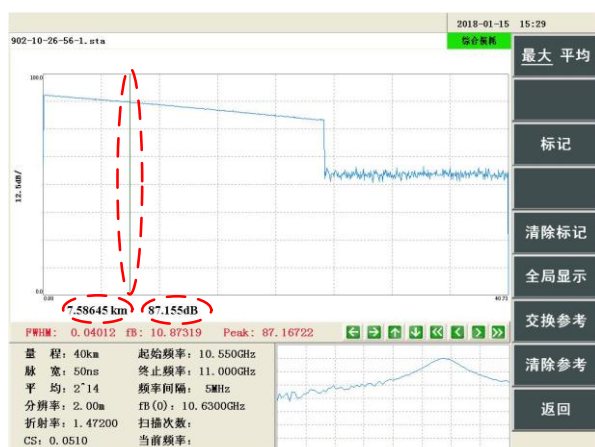 2018-01-15 15:29
902-10-26-56-1.sta
综合损耗
最大 平均
100.0
12.5dB/
标记
清除标记
全局显示
0.0
0.00
40.73
7.58645 km 87.155dB
交换参考
FWHM: 0.04012 fB: 10.87319 Peak: 87.16722
量 程: 40km 起始频率: 10.550GHz
脉 宽: 50ns 终止频率: 11.000GHz
清除参考
平 均: 2^14 频率间隔: 5MHz
分辨率: 2.00m fB(0): 10.6300GHz
返回
折射率: 1.47200 扫描次数:
CS: 0.0510 当前频率: